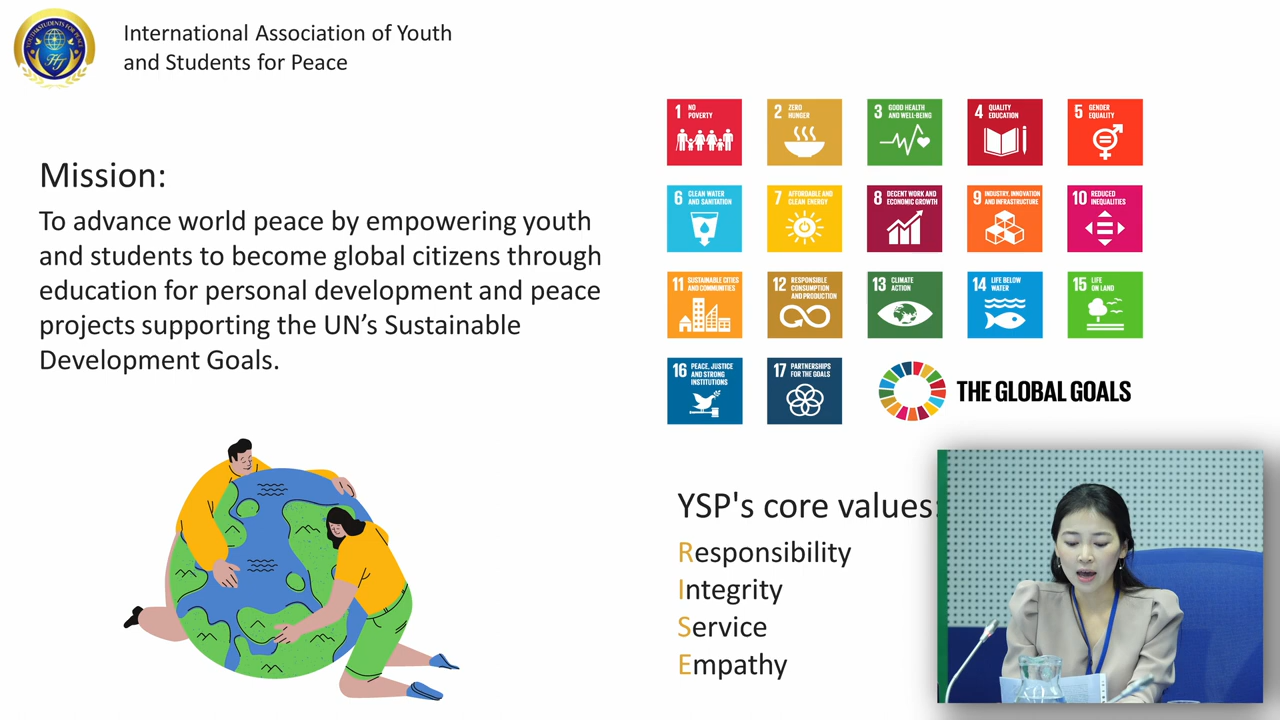 International Association of Youth
and Students for Peace
Mission:
To advance world peace by empowering youth
and students to become global citizens through
education for personal development and peace
projects supporting the UN’s Sustainable
Development Goals.
1 NO
POVERTY
2 ZERO
HUNGER
3 GOOD HEALTH
AND WELL-BEING
4 QUALITY
EDUCATION
5 GENDER
EQUALITY
6 CLEAN WATER
AND SANITATION
7 AFFORDABLE AND
CLEAN ENERGY
8 DECENT WORK AND
ECONOMIC GROWTH
9 INDUSTRY, INNOVATION
AND INFRASTRUCTURE
10 REDUCED
INEQUALITIES
11 SUSTAINABLE CITIES
AND COMMUNITIES
12 RESPONSIBLE
CONSUMPTION
AND PRODUCTION
13 CLIMATE
ACTION
14 LIFE BELOW
WATER
15 LIFE
ON LAND
16 PEACE, JUSTICE
AND STRONG
INSTITUTIONS
17 PARTNERSHIPS
FOR THE GOALS
THE GLOBAL GOALS
YSP's core values:
Responsibility
Integrity
Service
Empathy